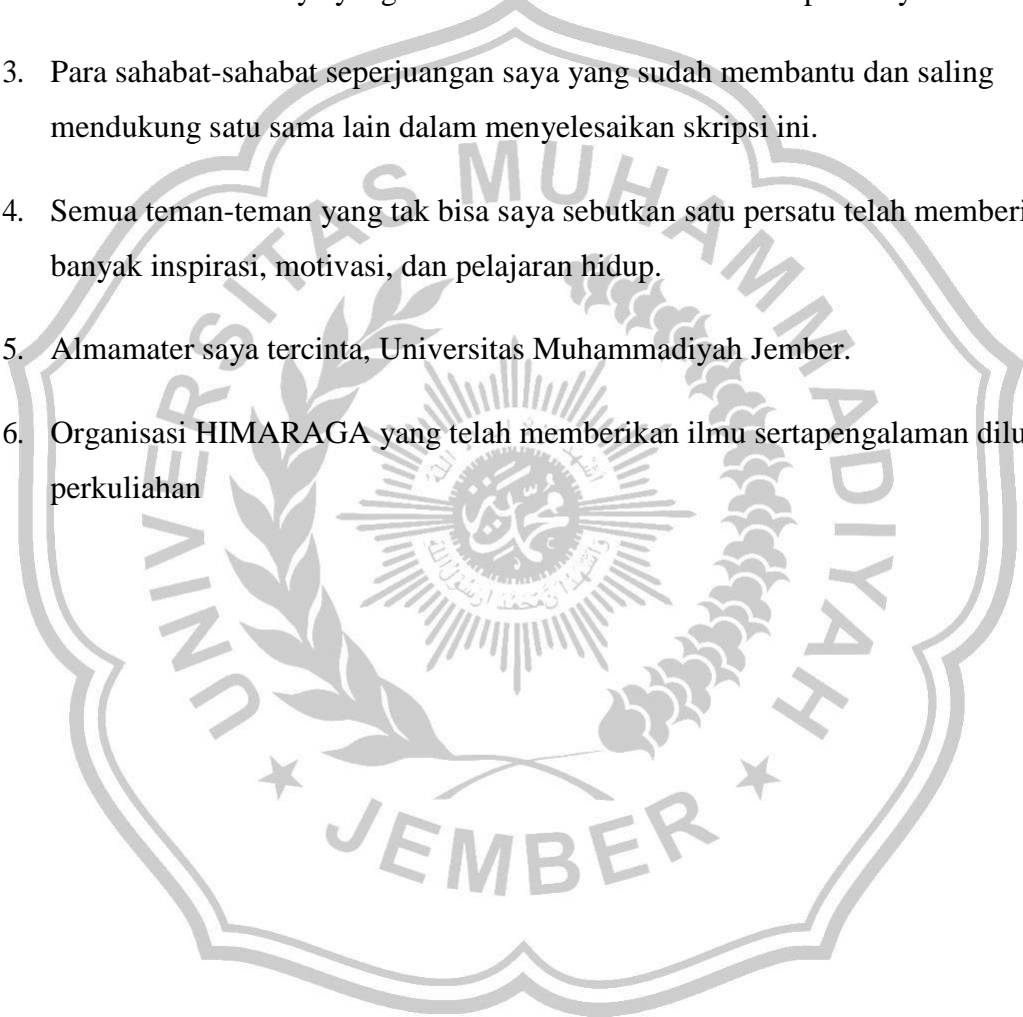 3. Para sahabat-sahabat seperjuangan saya yang sudah membantu dan saling
mendukung satu sama lain dalam menyelesaikan skripsi ini.
4. Semua teman-teman yang tak bisa saya sebutkan satu persatu telah memberi
banyak inspirasi, motivasi, dan pelajaran hidup.
5. Almamater saya tercinta, Universitas Muhammadiyah Jember.
6. Organisasi HIMARAGA yang telah memberikan ilmu sertapengalaman dilu
perkuliahan
UNIVERSITAS MUHAMMADIYAH
JEMBER